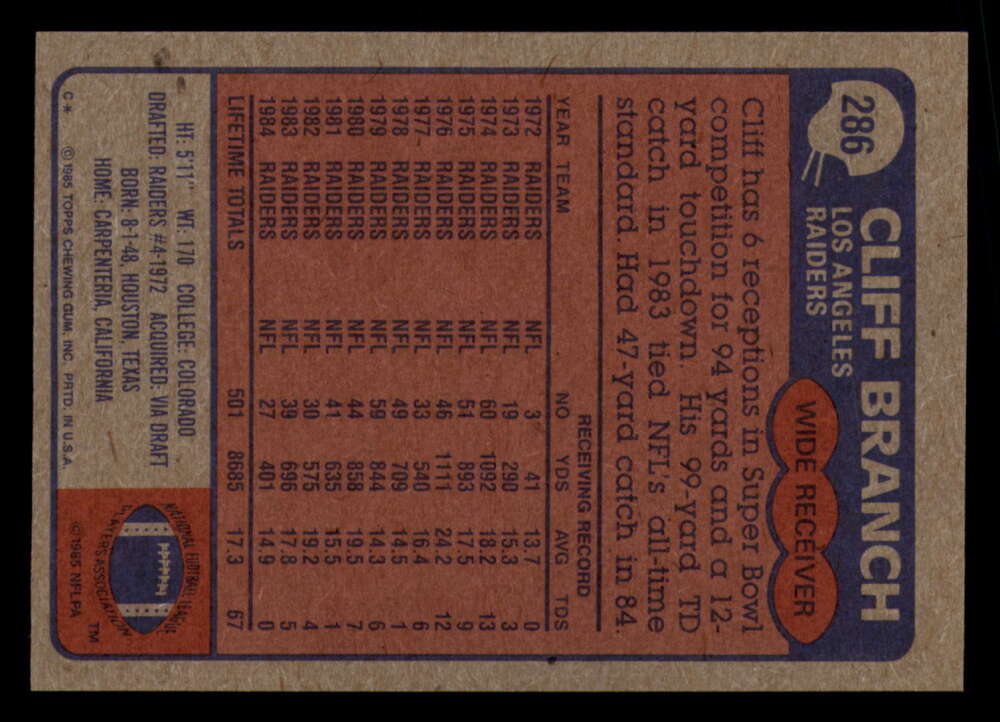 286
CLIFF BRANCH
LOS ANGELES
RAIDERS
WIDE RECEIVER
Cliff has 6 receptions in Super Bowl
competition for 94 yards and a 12-
yard touchdown. His 99-yard TD
catch in 1983 tied NFL's all-time
standard. Had 47-yard catch in 84.
RECEIVING RECORD
YEAR TEAM NO YDS AVG TDS
1972 RAIDERS NFL 3 41 13.7 0
1973 RAIDERS NFL 19 290 15.3 3
1974 RAIDERS NFL 60 1092 18.2 13
1975 RAIDERS NFL 51 893 17.5 9
1976 RAIDERS NFL 46 1111 24.2 12
1977 RAIDERS NFL 33 540 16.4 6
1978 RAIDERS NFL 49 709 14.5 1
1979 RAIDERS NFL 59 844 14.3 6
1980 RAIDERS NFL 44 858 19.5 7
1981 RAIDERS NFL 41 635 15.5 1
1982 RAIDERS NFL 30 575 19.2 4
1983 RAIDERS NFL 39 696 17.8 5
1984 RAIDERS NFL 27 401 14.9 0
LIFETIME TOTALS 501 8685 17.3 67
HT: 5'11" WT. 170 COLLEGE: COLORADO
DRAFTED: RAIDERS #4-1972 ACQUIRED: VIA DRAFT
BORN: 8-1-48, HOUSTON, TEXAS
HOME: CARPENTERIA, CALIFORNIA
C* © 1985 TOPPS CHEWING GUM, INC. PRTD. IN U.S.A.
NATIONAL FOOTBALL LEAGUE
PLAYERS ASSOCIATION
TM
© 1985 NFLPA